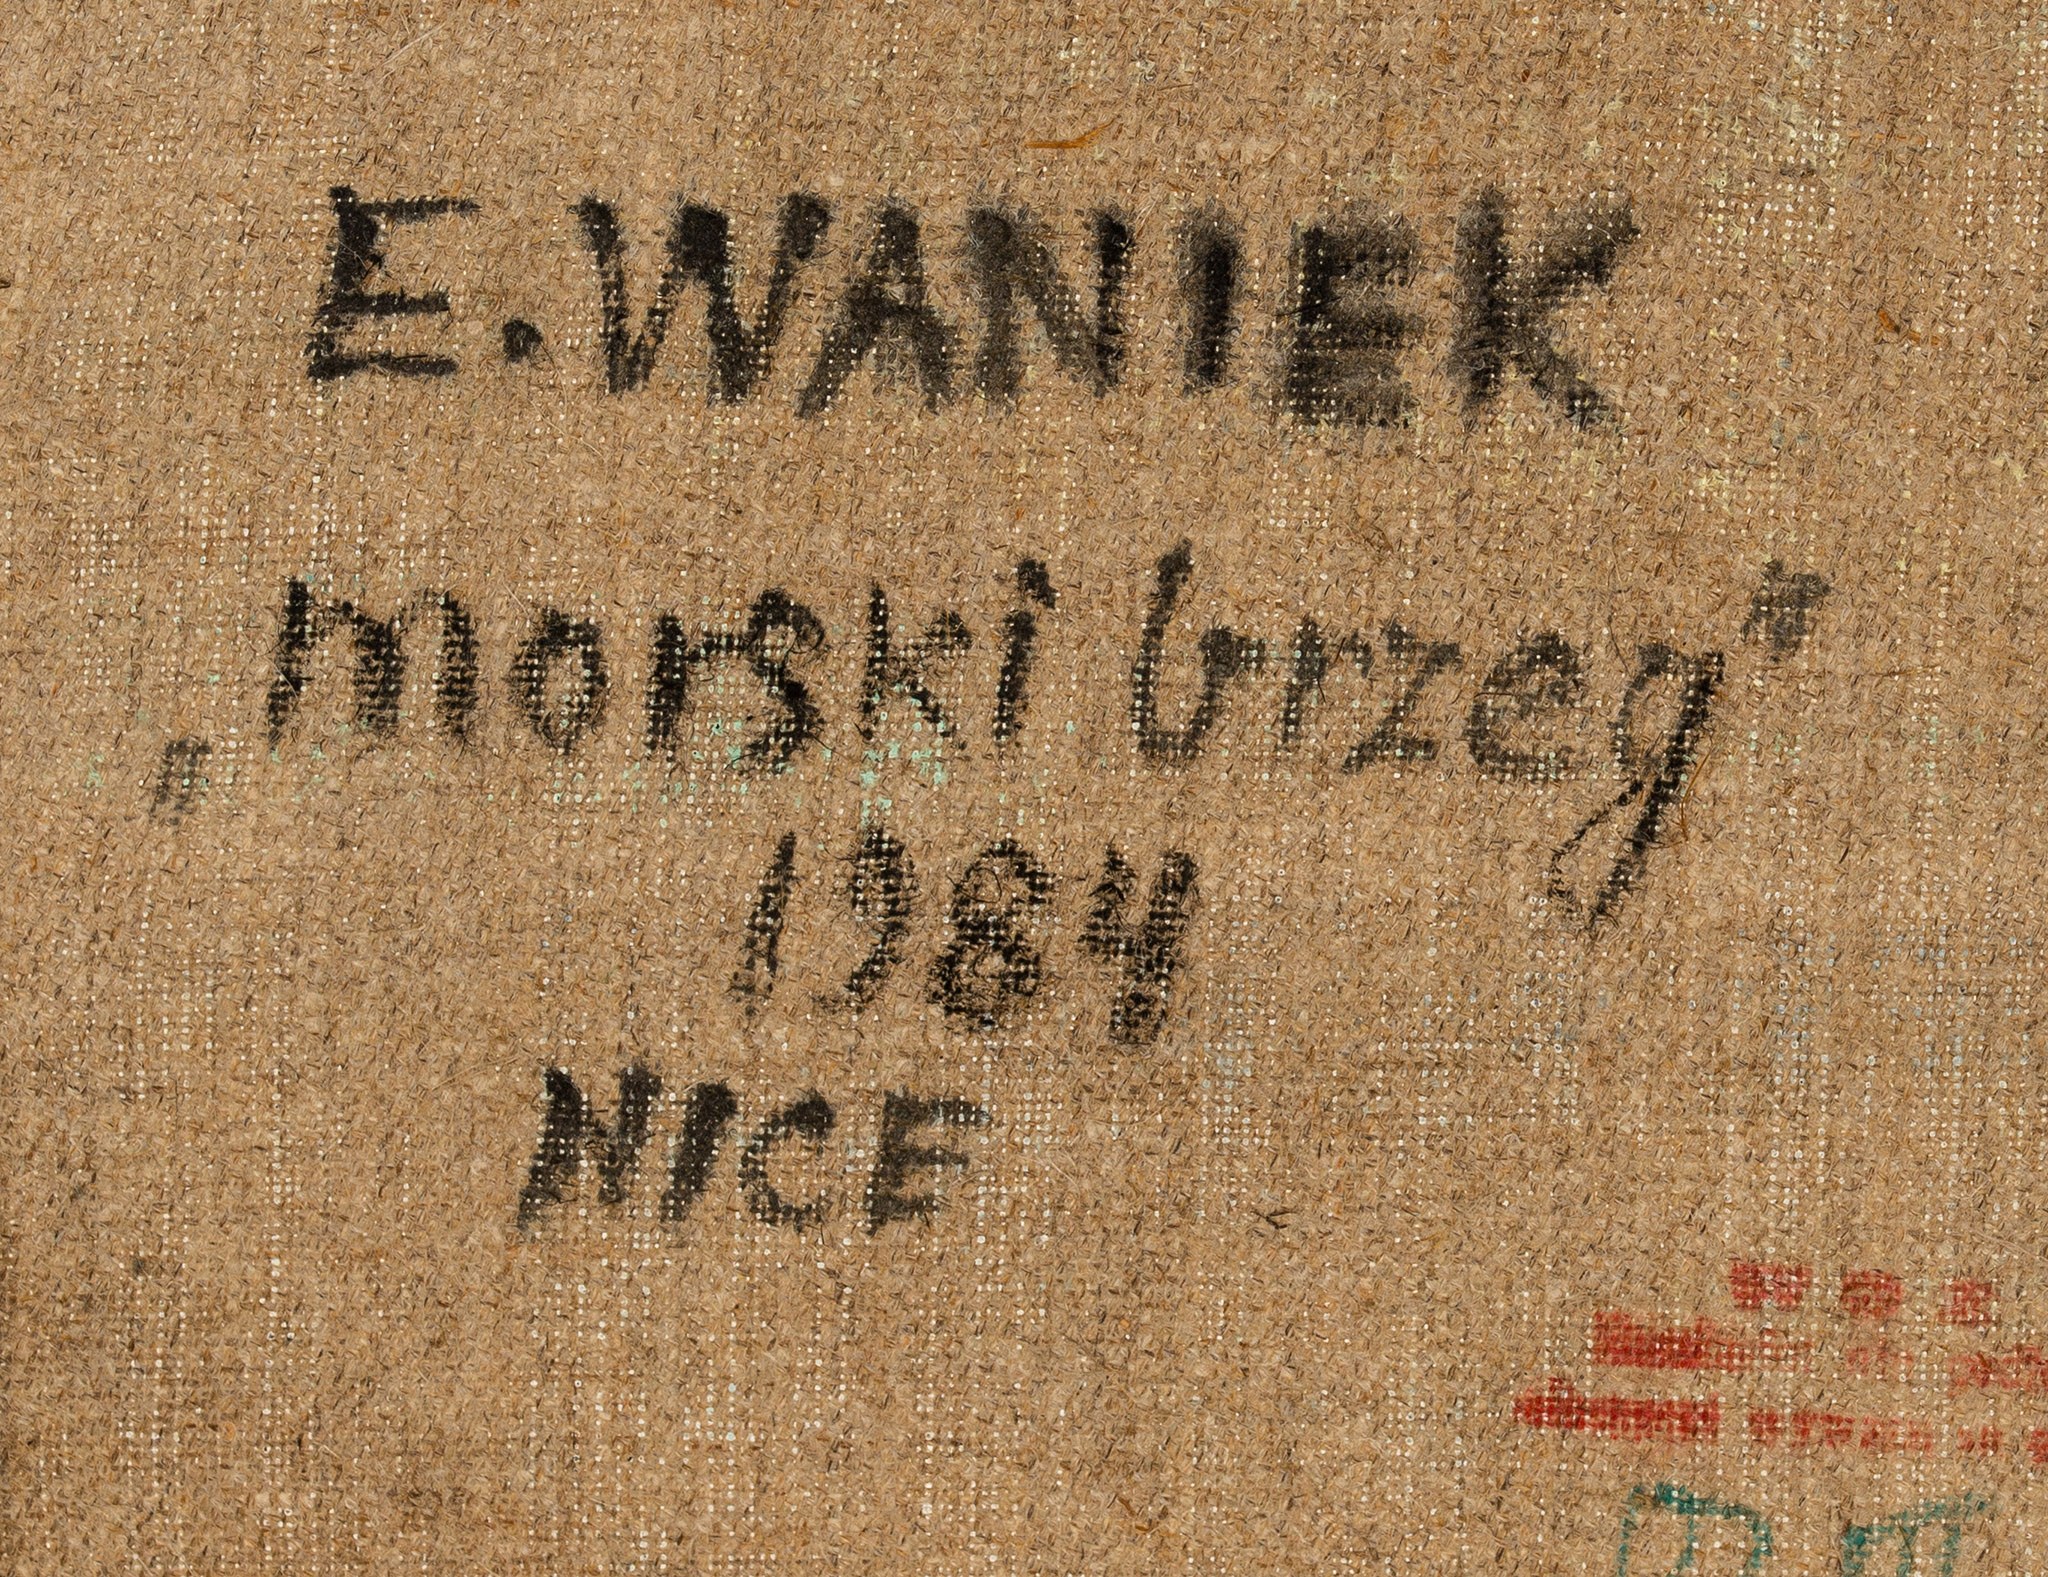 E. WANIEK
„morski brzeg"
1984
NICE